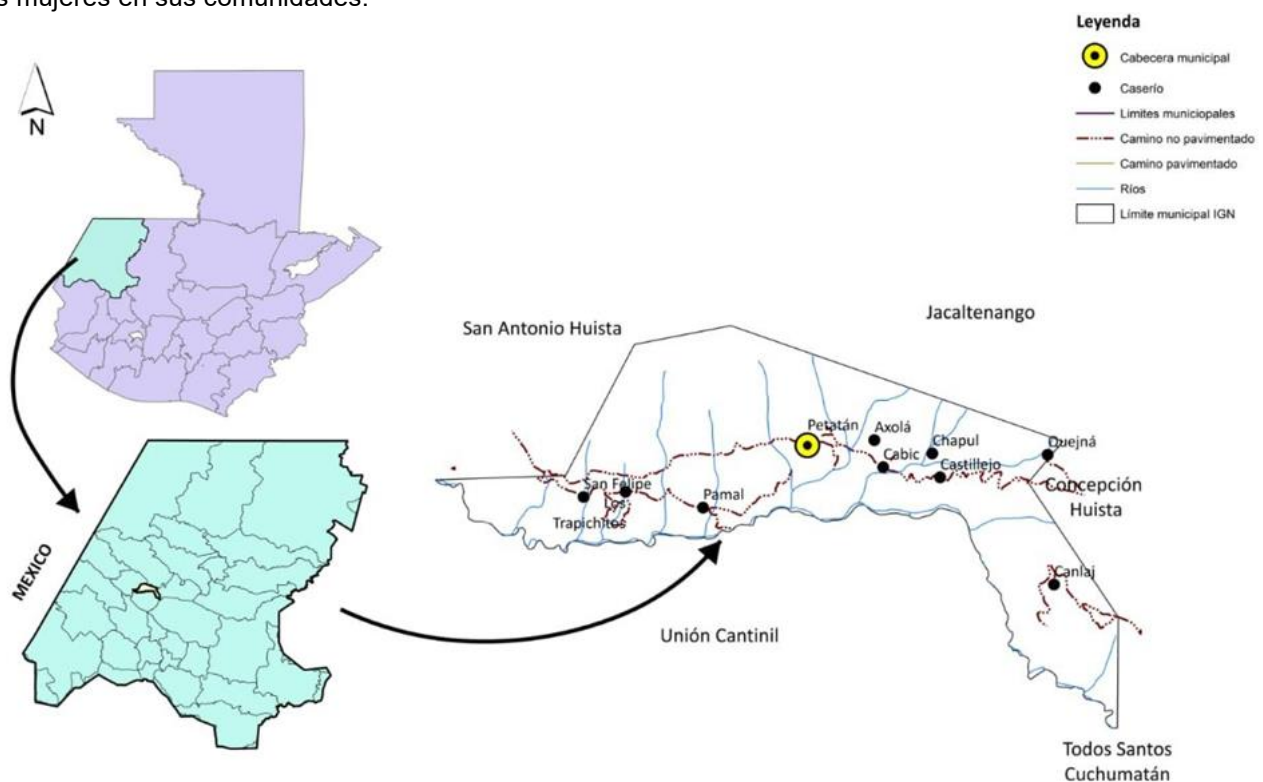 s mujeres en sus comunidades.
Leyenda
Cabecera municipal
Caserío
Limites municiopales
Camino no pavimentado
Camino pavimentado
Ríos
Límite municipal IGN
N
San Antonio Huista
Jacaltenango
Petatán
Axolá
Chapul
Quejná
Cabic
Castillejo
San Felipe
Los
Trapichitos
Pamal
Concepción
Huista
MEXICO
Canlaj
Unión Cantinil
Todos Santos
Cuchumatán